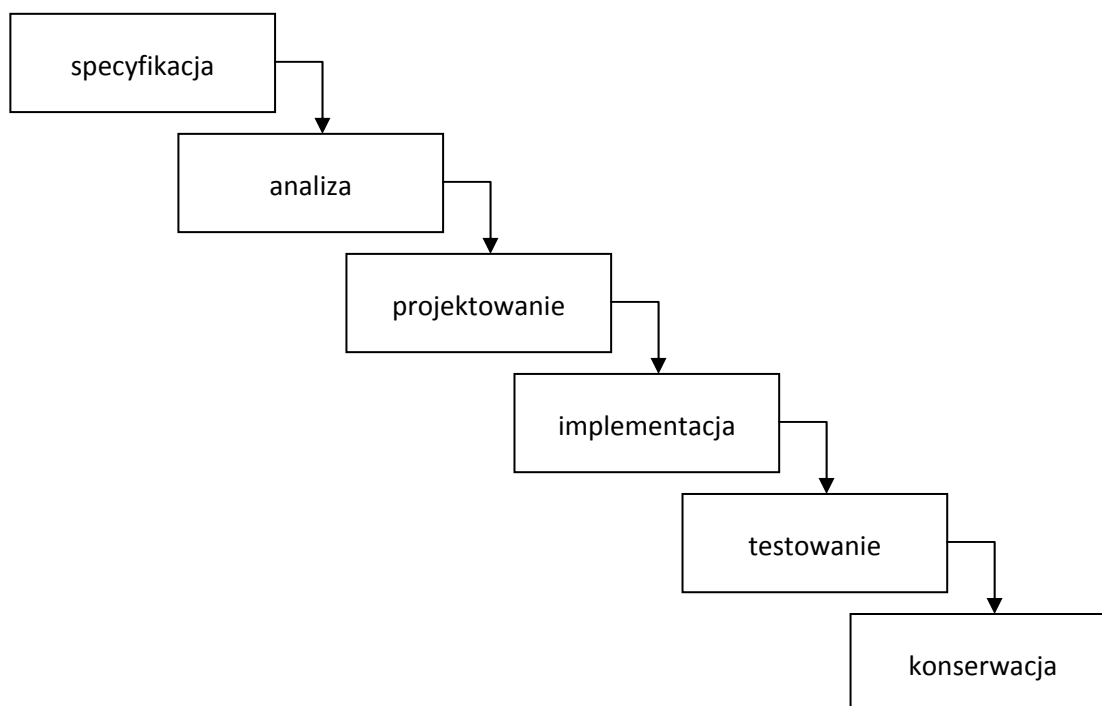 specyfikacja
analiza
projektowanie
implementacja
testowanie
konserwacja